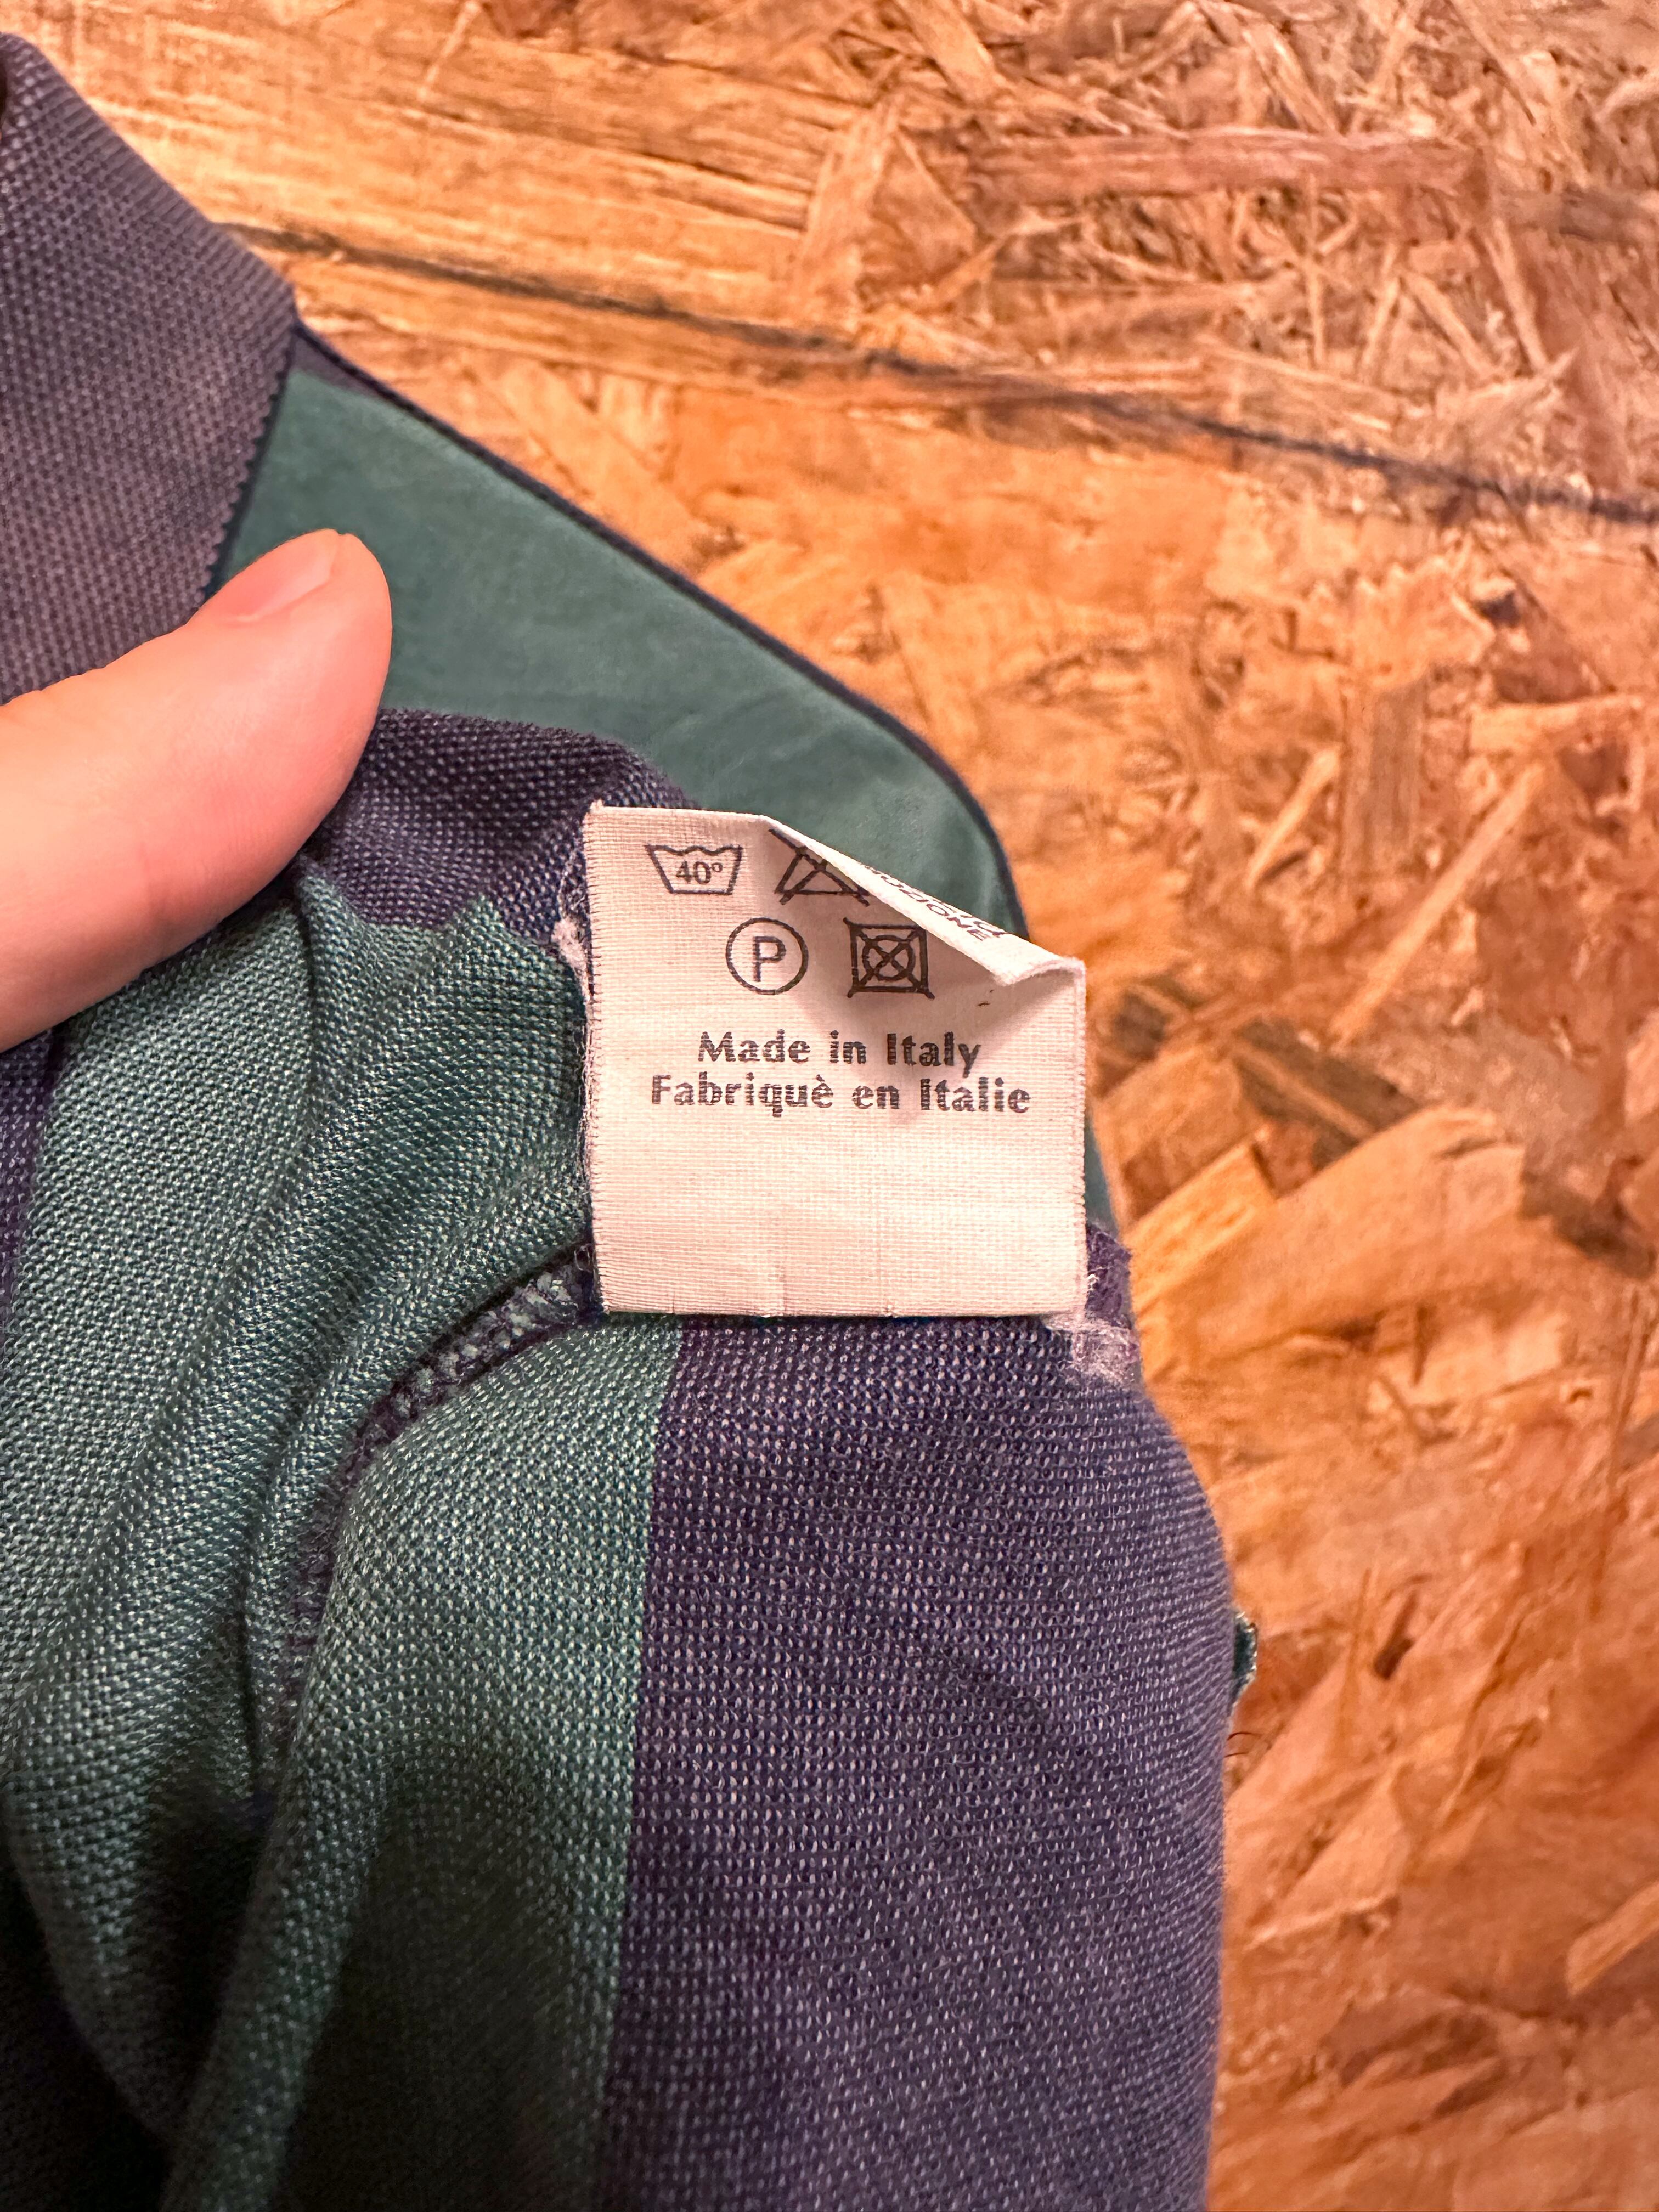 40°
P
Made in Italy
Fabriquè en Italie